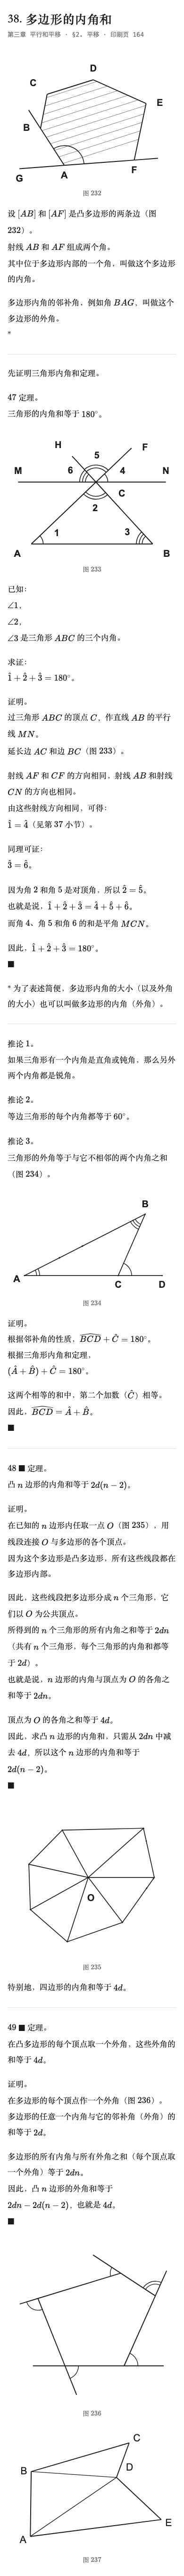 38. 多边形的内角和
第三章 平行和平移 · §2。平移 · 印刷页 164
D
C
E
B
A
F
G
图 232
设 [AB] 和 [AF] 是凸多边形的两条边（图
232）。
射线 AB 和 AF 组成两个角。
其中位于多边形内部的一个角，叫做这个多边形
的内角。
多边形内角的邻补角，例如角 BAG，叫做这个
多边形的外角。
*
先证明三角形内角和定理。
47 定理。
三角形的内角和等于 180°。
H
F
5
M
6
4
N
C
2
1
3
A
B
图 233
已知：
∠1，
∠2，
∠3 是三角形 ABC 的三个内角。
求证：
1̂ + 2̂ + 3̂ = 180°。
证明。
过三角形 ABC 的顶点 C，作直线 AB 的平行
线 MN。
延长边 AC 和边 BC（图 233）。
射线 AF 和 CF 的方向相同，射线 AB 和射线
CN 的方向也相同。
由这些射线方向相同，可得：
1̂ = 4̂（见第 37 小节）。
同理可证：
3̂ = 6̂。
因为角 2 和角 5 是对顶角，所以 2̂ = 5̂。
也就是说，1̂ + 2̂ + 3̂ = 4̂ + 5̂ + 6̂。
而角 4、角 5 和角 6 的和是平角 MCN。
因此，1̂ + 2̂ + 3̂ = 180°。
■
* 为了表述简便，多边形内角的大小（以及外角
的大小）也可以叫做多边形的内角（外角）。
推论 1。
如果三角形有一个内角是直角或钝角，那么另外
两个内角都是锐角。
推论 2。
等边三角形的每个内角都等于 60°。
推论 3。
三角形的外角等于与它不相邻的两个内角之和
（图 234）。
B
A
C
D
图 234
证明。
根据邻补角的性质，B͡CD + Ĉ = 180°。
根据三角形内角和定理，
(Â + B̂) + Ĉ = 180°。
这两个相等的和中，第二个加数（Ĉ）相等。
因此，B͡CD = Â + B̂。
■
48 ■ 定理。
凸 n 边形的内角和等于 2d(n − 2)。
证明。
在已知的 n 边形内任取一点 O（图 235），用
线段连接 O 与多边形的各个顶点。
因为这个多边形是凸多边形，所有这些线段都在
多边形内部。
因此，这些线段把多边形分成 n 个三角形，它
们以 O 为公共顶点。
所得到的 n 个三角形的所有内角之和等于 2dn
（共有 n 个三角形，每个三角形的内角和都等
于 2d）。
也就是说，n 边形的内角与顶点为 O 的各角之
和等于 2dn。
顶点为 O 的各角之和等于 4d。
因此，求凸 n 边形的内角和，只需从 2dn 中减
去 4d，所以这个 n 边形的内角和等于
2d(n − 2)。
■
O
图 235
特别地，四边形的内角和等于 4d。
49 ■ 定理。
在凸多边形的每个顶点取一个外角，这些外角的
和等于 4d。
证明。
在多边形的每个顶点作一个外角（图 236）。
多边形的任意一个内角与它的邻补角（外角）的
和等于 2d。
多边形的所有内角与所有外角之和（每个顶点取
一个外角）等于 2dn。
因此，凸 n 边形的外角和等于
2dn − 2d(n − 2)，也就是 4d。
■
图 236
C
B
D
E
A
图 237